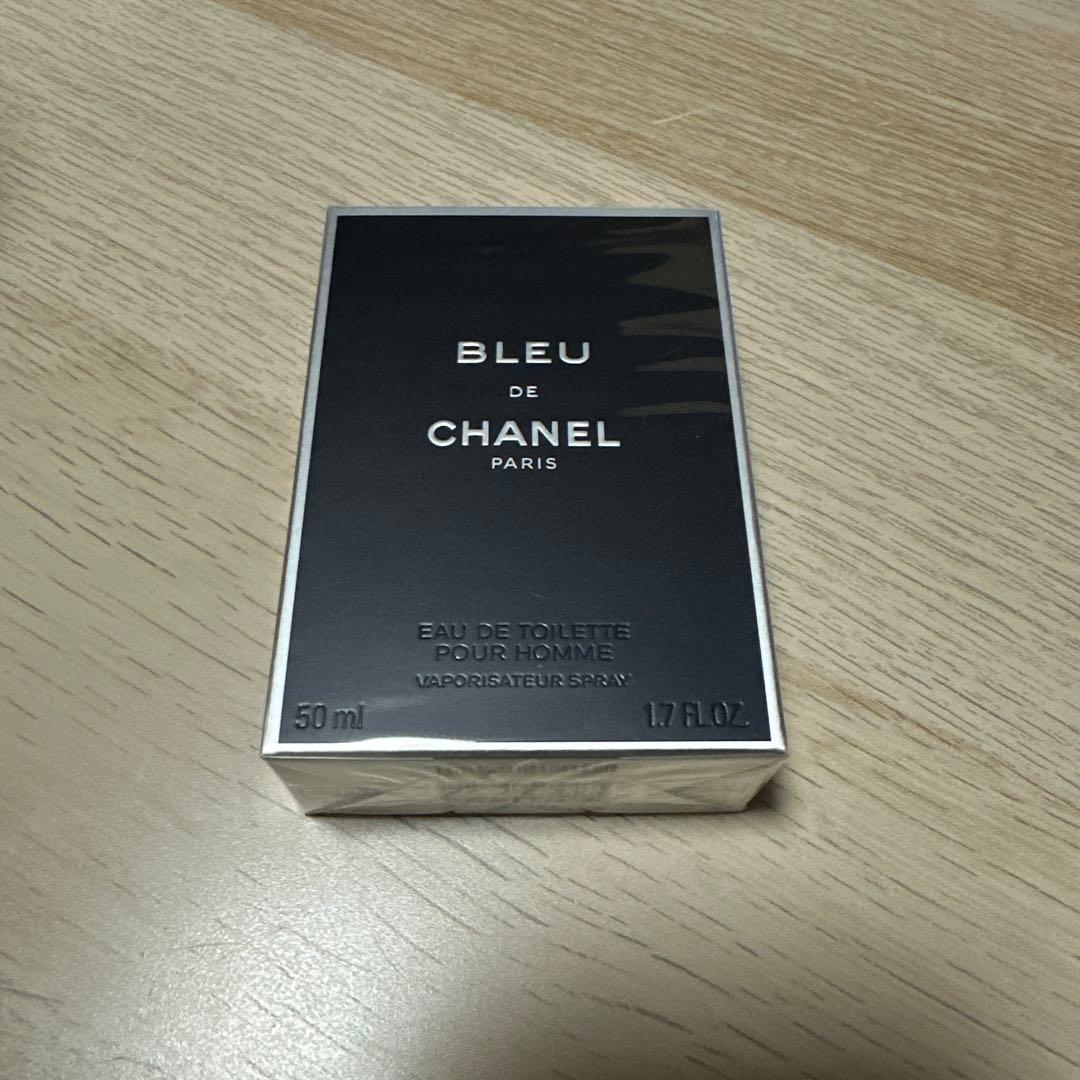 BLEU
DE
CHANEL
PARIS
EAU DE TOILETTE
POUR HOMME
VAPORISATEUR SPRAY
50 ml 1.7 FL.OZ.